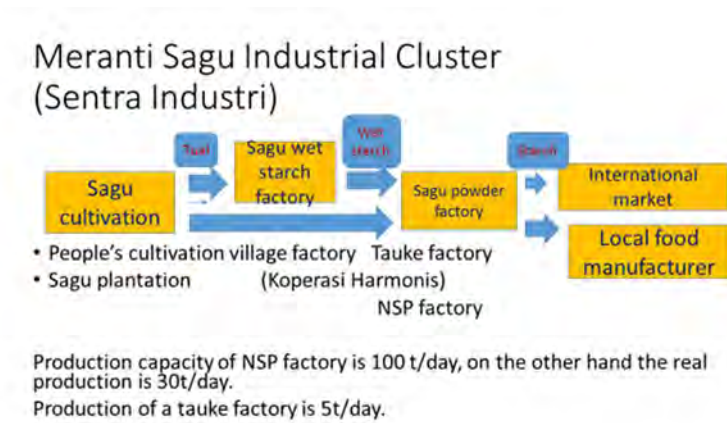 Meranti Sagu Industrial Cluster
(Sentra Industri)
Tual
Wet
starch
Starch
Sagu
cultivation
Sagu wet
starch
factory
Sagu powder
factory
International
market
Local food
manufacturer
• People's cultivation village factory Tauke factory
• Sagu plantation (Koperasi Harmonis)
NSP factory
Production capacity of NSP factory is 100 t/day, on the other hand the real
production is 30t/day.
Production of a tauke factory is 5t/day.